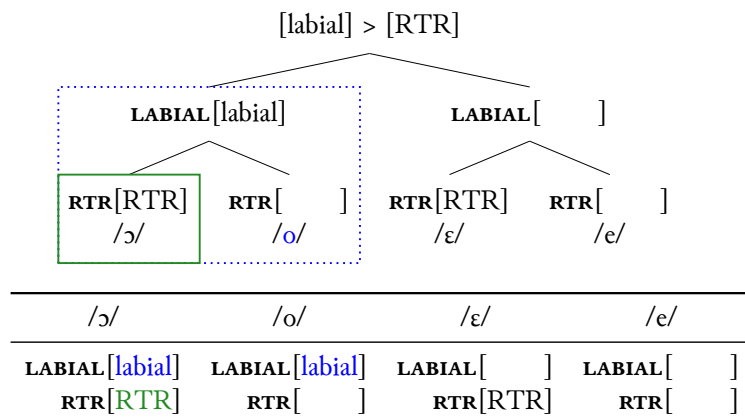 [labial] > [RTR]
LABIAL[labial] LABIAL[ ]
RTR[RTR] RTR[ ] RTR[RTR] RTR[ ]
/ɔ/ /o/ /ɛ/ /e/
/ɔ/ /o/ /ɛ/ /e/
LABIAL[labial] LABIAL[labial] LABIAL[ ] LABIAL[ ]
RTR[RTR] RTR[ ] RTR[RTR] RTR[ ]